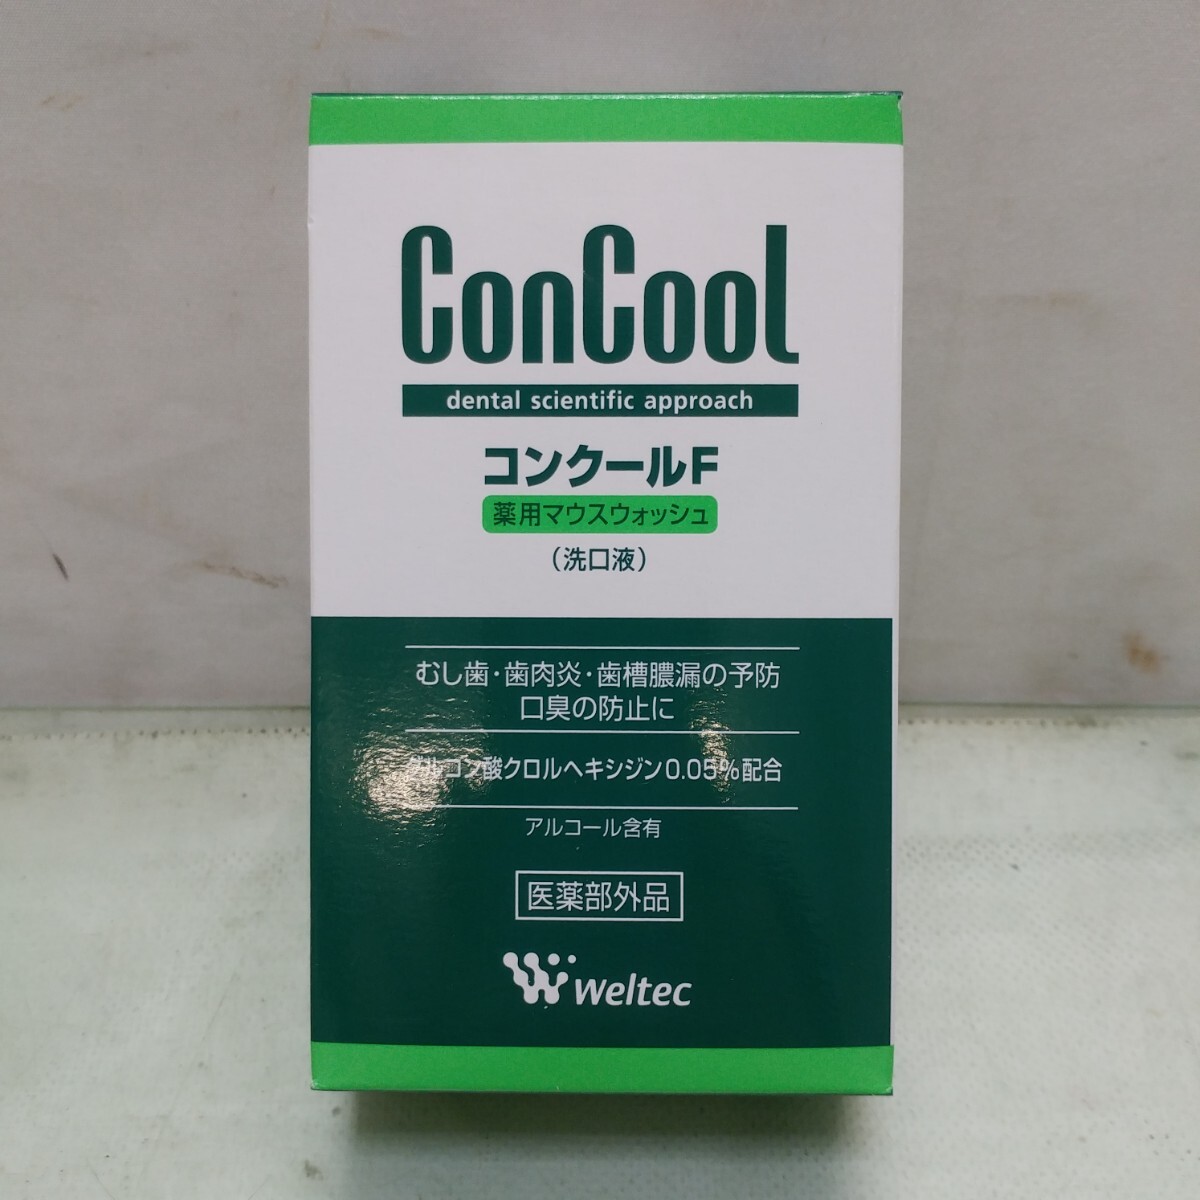 ConCool
dental scientific approach
コンクールF
薬用マウスウォッシュ
（洗口液）
むし歯・歯肉炎・歯槽膿漏の予防
口臭の防止に
グルコン酸クロルヘキシジン0.05%配合
アルコール含有
医薬部外品
weltec